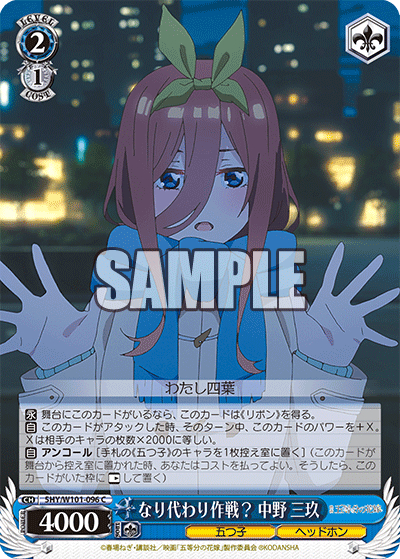 LEVEL
2
1
COST
SAMPLE
わたし四葉
永 舞台にこのカードがいるなら、このカードは《リボン》を得る。
自 このカードがアタックした時、そのターン中、このカードのパワーを＋X。
Xは相手のキャラの枚数×2000に等しい。
自 アンコール ［手札の《五つ子》のキャラを1枚控え室に置く］（このカードが
舞台から控え室に置かれた時、あなたはコストを払ってよい。そうしたら、この
カードがいた枠にレストして置く）
CH 5HY/W101-096 C
なり代わり作戦？ 中野 三玖
4000
五つ子
ヘッドホン
©春場ねぎ・講談社／映画「五等分の花嫁」製作委員会 ®KODANSHA